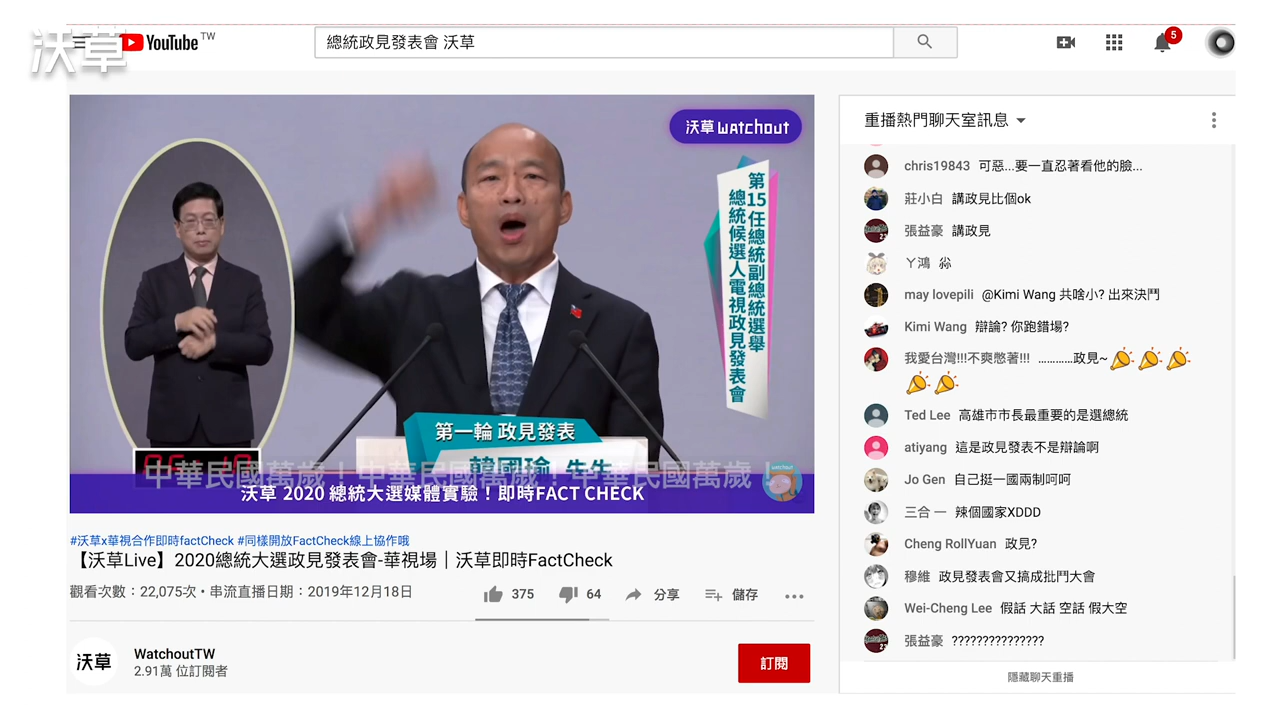 沃草
YouTube TW
總統政見發表會 沃草
5
沃草 watchout
第15任總統副總統選舉
總統候選人電視政見發表會
第一輪 政見發表
韓國瑜 先生
中華民國萬歲！中華民國萬歲！中華民國萬歲！
watchout
沃草 2020 總統大選媒體實驗！即時FACT CHECK
#沃草x華視合作即時factCheck #同樣開放FactCheck線上協作哦
【沃草Live】2020總統大選政見發表會-華視場｜沃草即時FactCheck
觀看次數：22,075次 • 串流直播日期：2019年12月18日
375
64
分享
儲存
沃草
WatchoutTW
2.91萬 位訂閱者
訂閱
重播熱門聊天室訊息
chris19843 可惡...要一直忍著看他的臉...
莊小白 講政見比個ok
張益豪 講政見
ㄚ鴻
may lovepili @Kimi Wang 共啥小? 出來決鬥
Kimi Wang 辯論? 你跑錯場?
我愛台灣!!!不爽憋著!!! …………政見~
Ted Lee 高雄市市長最重要的是選總統
atiyang 這是政見發表不是辯論啊
Jo Gen 自己挺一國兩制呵呵
三合 一 辣個國家XDDD
Cheng RollYuan 政見?
穆維 政見發表會又搞成批鬥大會
Wei-Cheng Lee 假話 大話 空話 假大空
張益豪 ???????????????
隱藏聊天重播